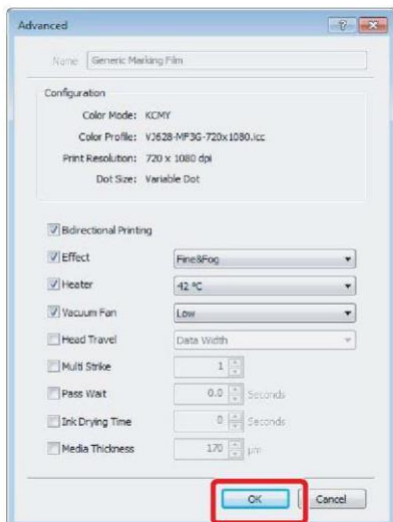 Advanced
Name Generic Marking Film
Configuration
Color Mode: KCMY
Color Profile: VJ628-MF3G-720x1080.icc
Print Resolution: 720 x 1080 dpi
Dot Size: Variable Dot
Bidirectional Printing
Effect Fine&Fog
Heater 42 °C
Vacuum Fan Low
Head Travel Data Width
Multi Strike 1
Pass Wait 0.0 Seconds
Ink Drying Time 0 Seconds
Media Thickness 170 µm
OK Cancel